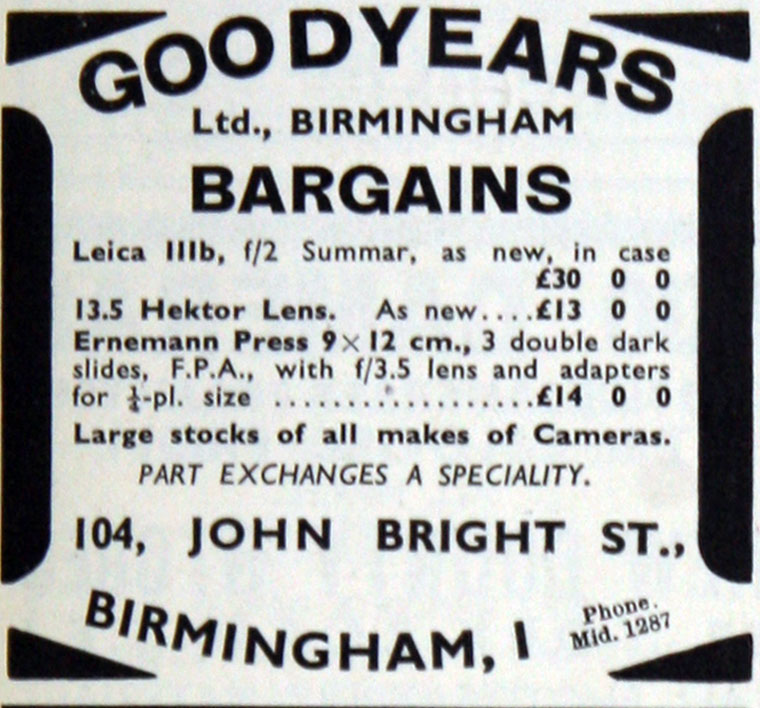 GOODYEARS
Ltd., BIRMINGHAM
BARGAINS
Leica IIIb, f/2 Summar, as new, in case
£30 0 0
13.5 Hektor Lens. As new....£13 0 0
Ernemann Press 9×12 cm., 3 double dark
slides, F.P.A., with f/3.5 lens and adapters
for ¼-pl. size ...................£14 0 0
Large stocks of all makes of Cameras.
PART EXCHANGES A SPECIALITY.
104, JOHN BRIGHT ST.,
BIRMINGHAM, 1
Phone.
Mid. 1287